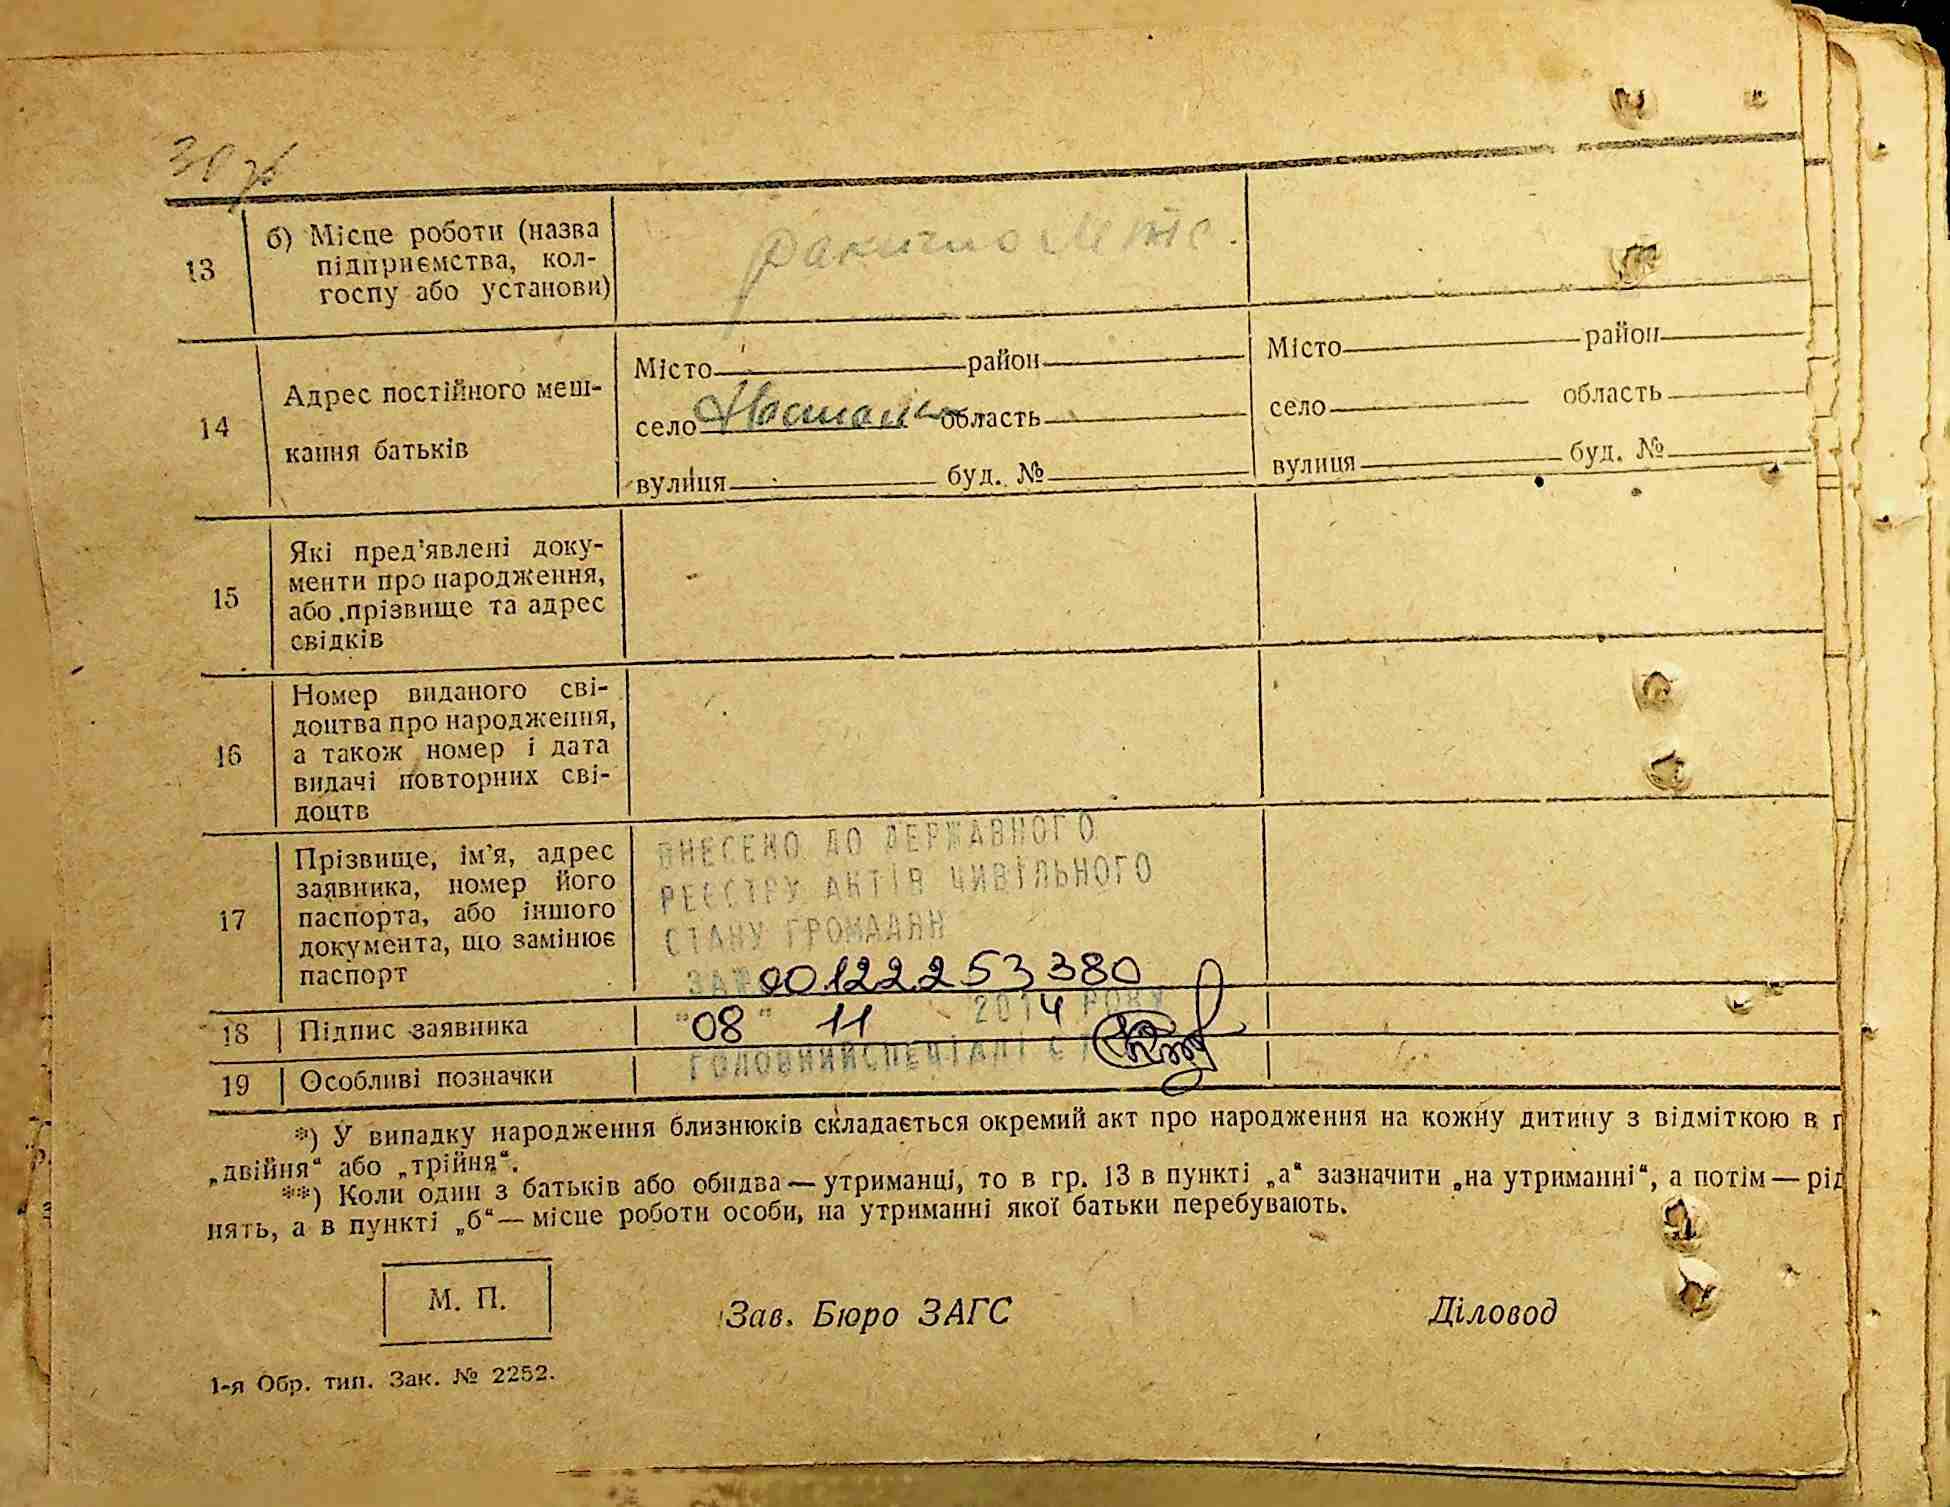 13
б) Місце роботи (назва
підприємства, кол-
госпу або установи)
14
Адрес постійного меш-
кання батьків
Місто район
село область
вулиця буд. №
Місто район
село область
вулиця буд. №
15
Які пред'явлені доку-
менти про народження,
або прізвище та адрес
свідків
16
Номер виданого сві-
доцтва про народження,
а також номер і дата
видачі повторних сві-
доцтв
17
Прізвище, ім'я, адрес
заявника, номер його
паспорта, або іншого
документа, що замінює
паспорт
ВНЕСЕНО ДО ДЕРЖАВНОГО
РЕЄСТРУ АКТІВ ЦИВІЛЬНОГО
СТАНУ ГРОМАДЯН
ЗА № 00122253380
18
Підпис заявника
"08" 11 2014 РОКУ
19
Особливі позначки
ГОЛОВНИЙ СПЕЦІАЛІСТ
*) У випадку народження близнюків складається окремий акт про народження на кожну дитину з відміткою в г
„двійня“ або „трійня“.
**) Коли один з батьків або обидва — утриманці, то в гр. 13 в пункті „а“ зазначити „на утриманні“, а потім — рід
нять, а в пункті „б“ — місце роботи особи, на утриманні якої батьки перебувають.
М. П.
Зав. Бюро ЗАГС
Діловод
1-я Обр. тип. Зак. № 2252.